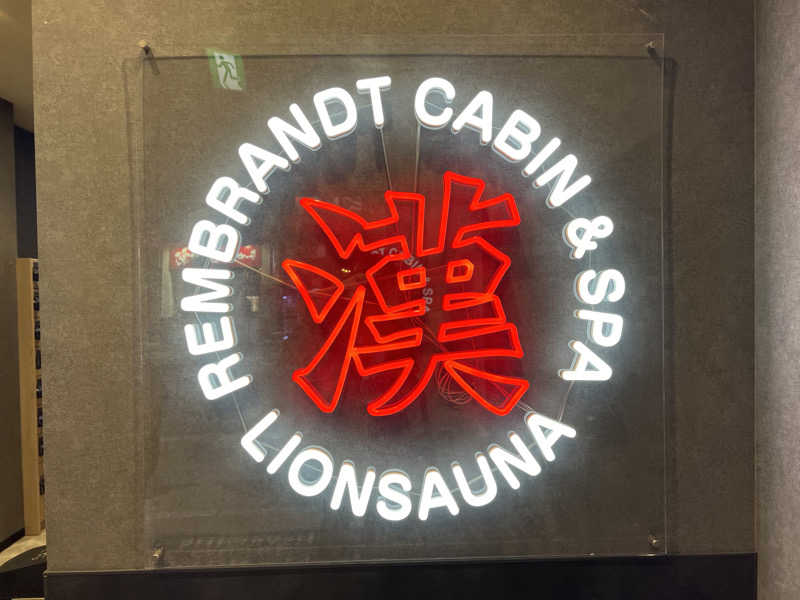 REMBRANDT CABIN & SPA
漢
LIONSAUNA